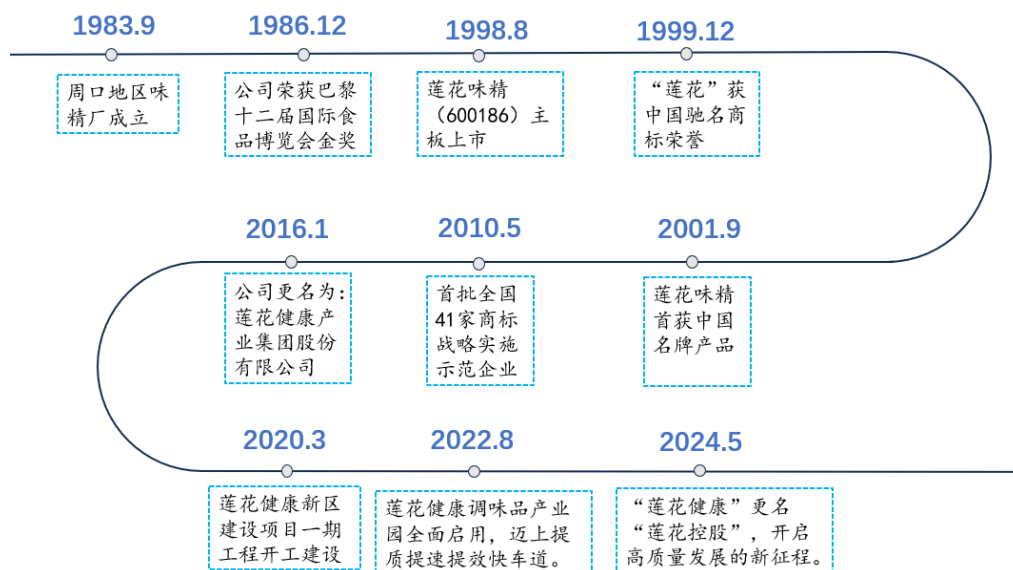 1983.9
周口地区味
精厂成立
1986.12
公司荣获巴黎
十二届国际食
品博览会金奖
1998.8
莲花味精
（600186）主
板上市
1999.12
“莲花”获
中国驰名商
标荣誉
2001.9
莲花味精
首获中国
名牌产品
2010.5
首批全国
41家商标
战略实施
示范企业
2016.1
公司更名为：
莲花健康产
业集团股份
有限公司
2020.3
莲花健康新区
建设项目一期
工程开工建设
2022.8
莲花健康调味品产业
园全面启用，迈上提
质提速提效快车道。
2024.5
“莲花健康”更名
“莲花控股”，开启
高质量发展的新征程。